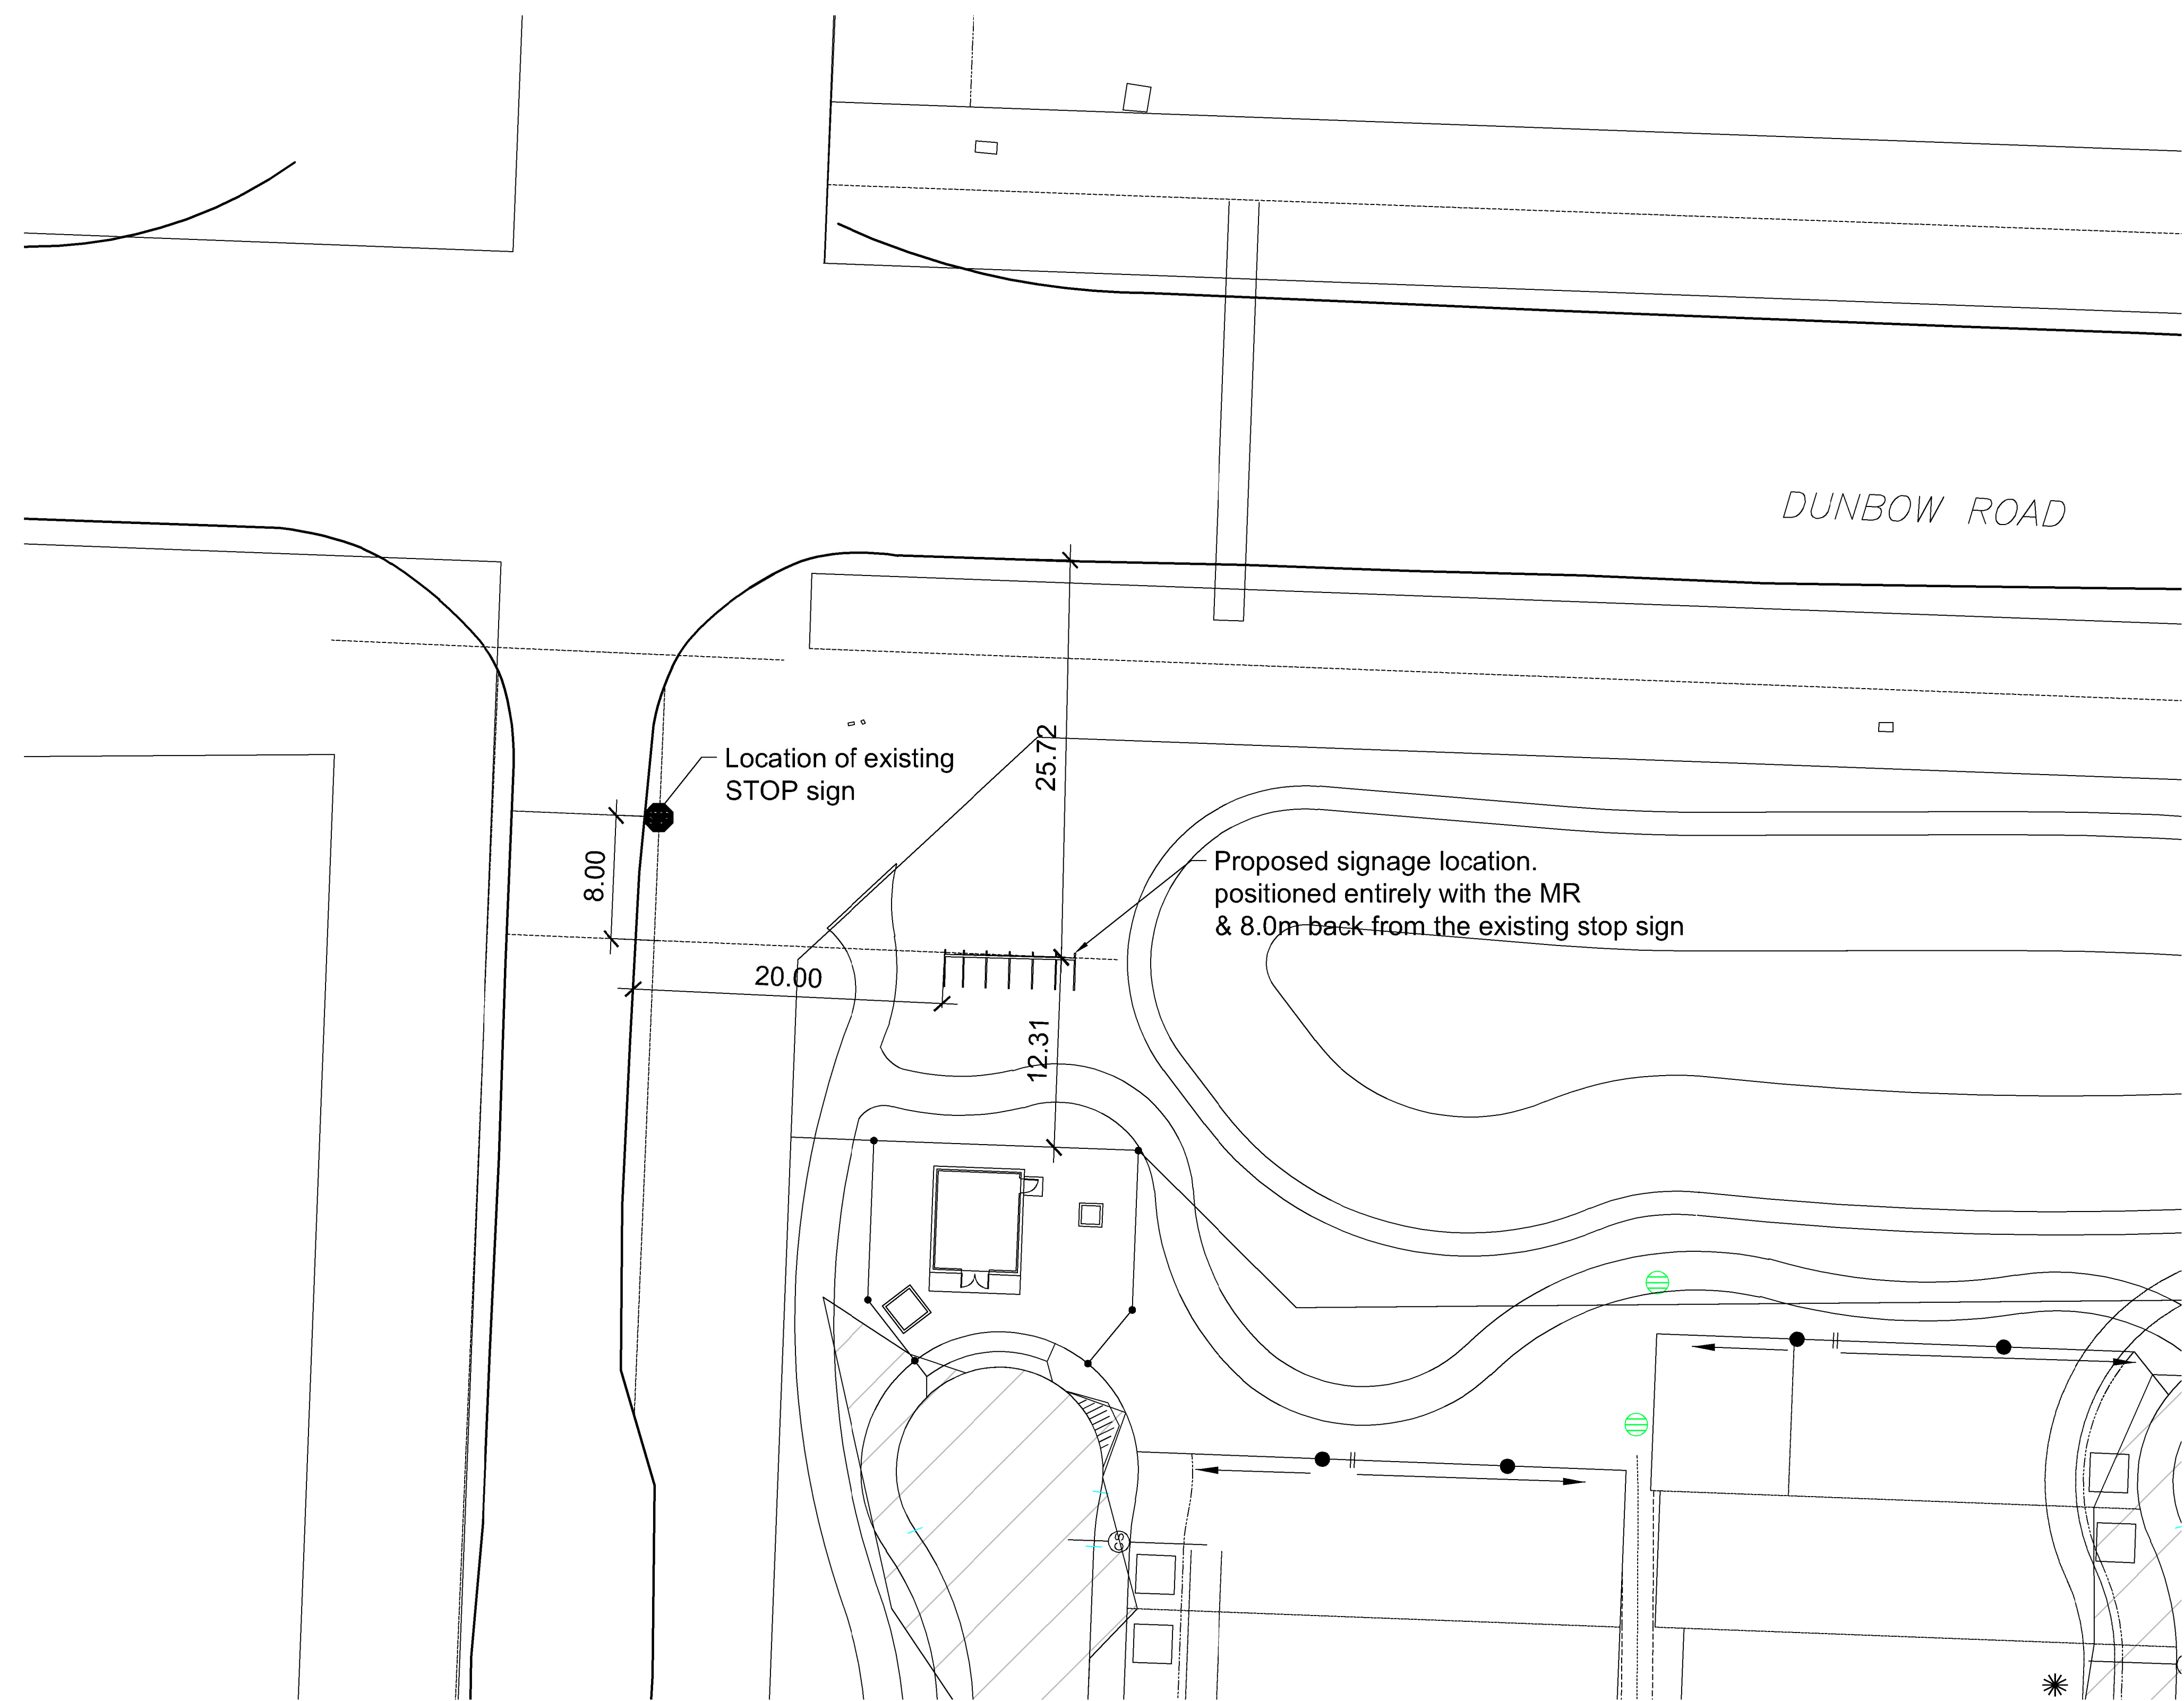 DUNBOW ROAD
25.72
Location of existing
STOP sign
8.00
Proposed signage location.
positioned entirely with the MR
& 8.0m back from the existing stop sign
20.00
12.31
CS